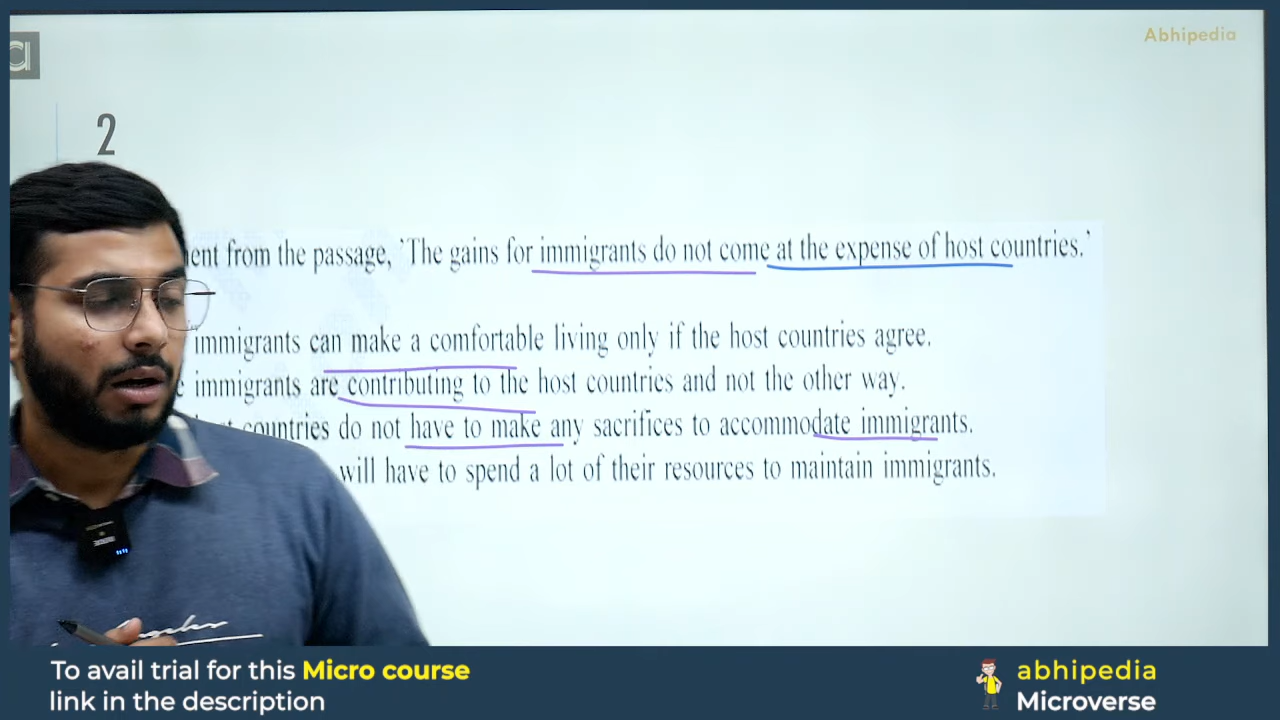 a
Abhipedia
2
from the passage, 'The gains for immigrants do not come at the expense of host countries.'
immigrants can make a comfortable living only if the host countries agree.
immigrants are contributing to the host countries and not the other way.
countries do not have to make any sacrifices to accommodate immigrants.
will have to spend a lot of their resources to maintain immigrants.
To avail trial for this Micro course
link in the description
abhipedia
Microverse